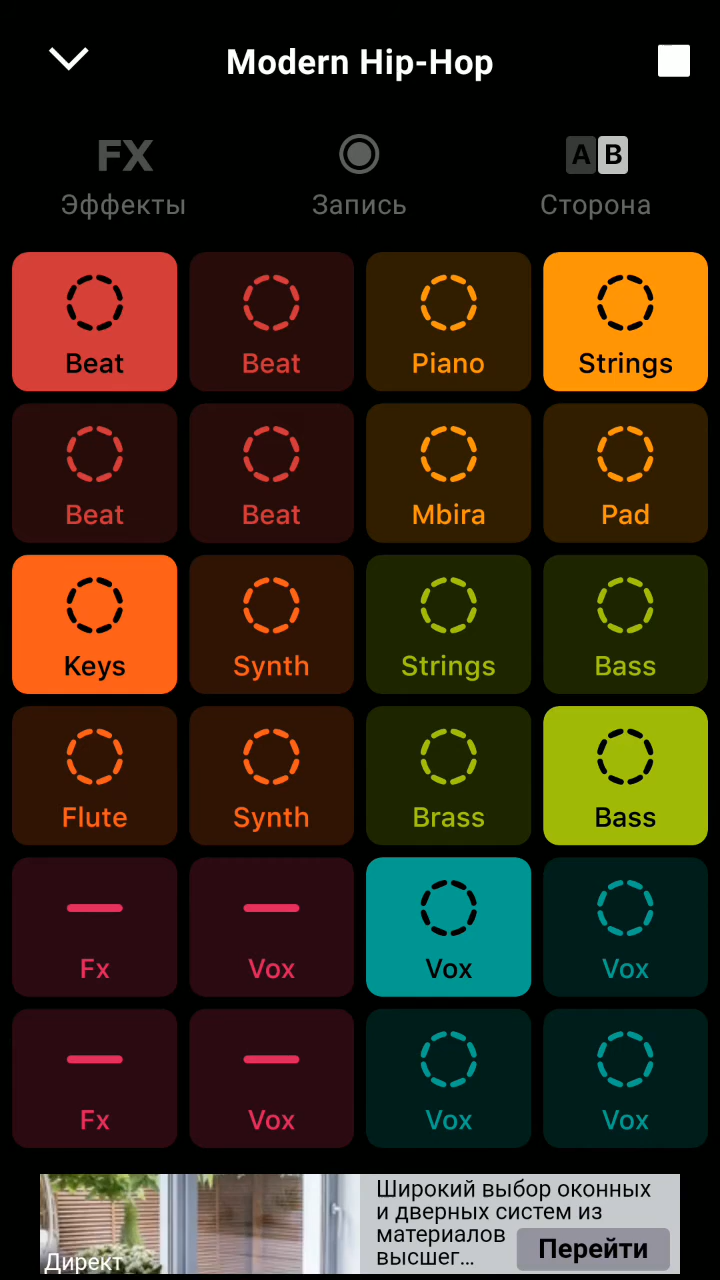 Modern Hip-Hop
FX
A B
Эффекты Запись Сторона
Beat Beat Piano Strings
Beat Beat Mbira Pad
Keys Synth Strings Bass
Flute Synth Brass Bass
Fx Vox Vox Vox
Fx Vox Vox Vox
Широкий выбор оконных
и дверных систем из
материалов
высшег...
Перейти
Директ